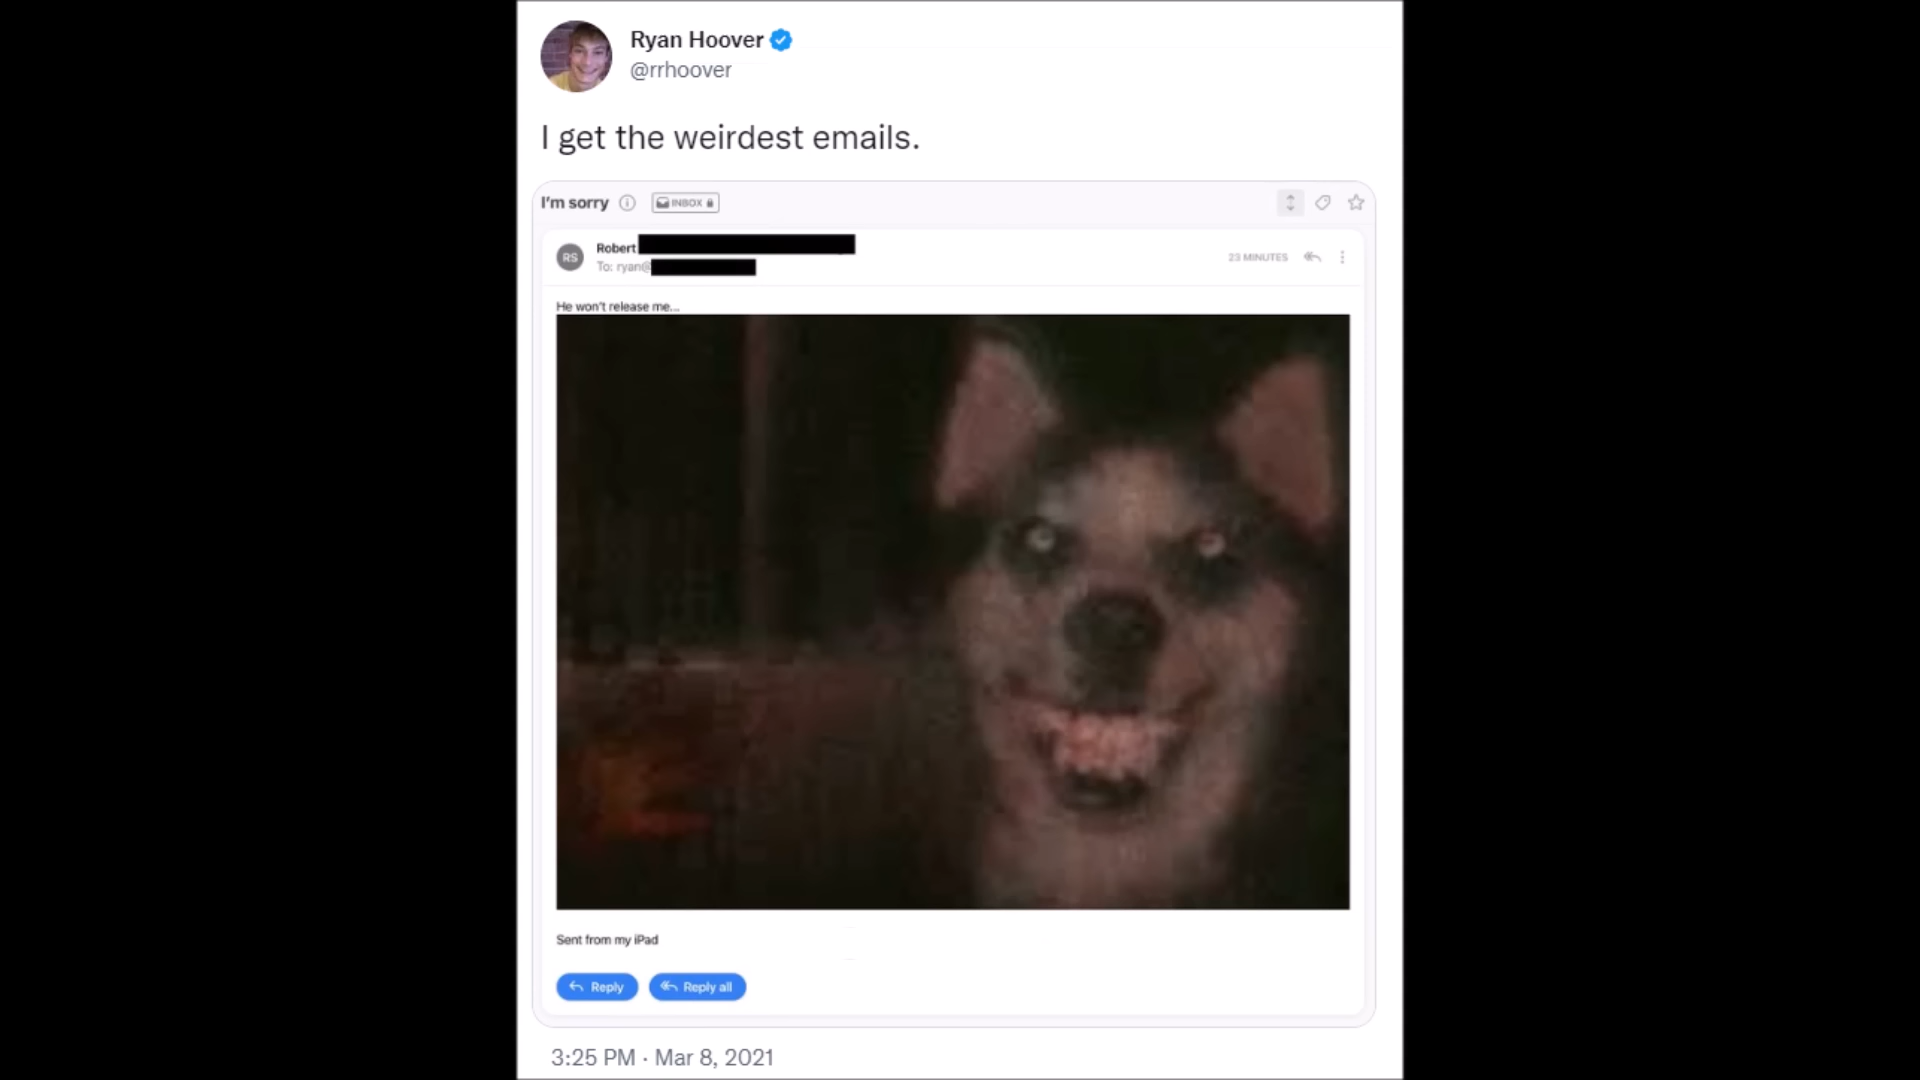 Ryan Hoover
@rrhoover
I get the weirdest emails.
I'm sorry INBOX
RS
Robert
To: ryan@
23 MINUTES
He won't release me...
Sent from my iPad
Reply Reply all
3:25 PM · Mar 8, 2021